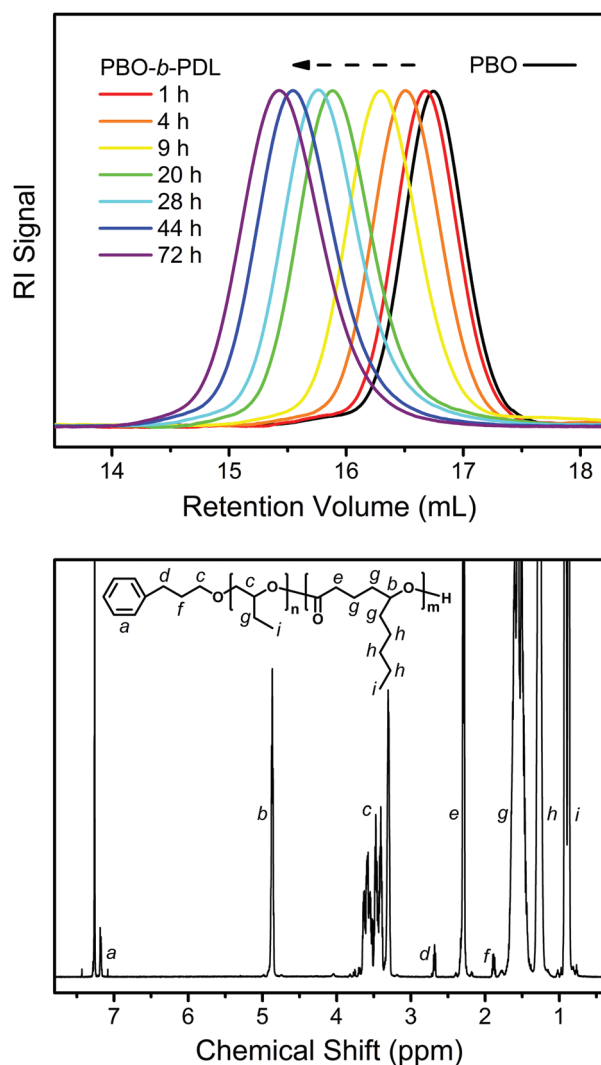 PBO-b-PDL
PBO
1 h
4 h
9 h
20 h
28 h
44 h
72 h
RI Signal
14 15 16 17 18
Retention Volume (mL)
d c c O n O e g b O m H
a f O g i O g g h
h h
i
b c e g h i
a d f
7 6 5 4 3 2 1
Chemical Shift (ppm)